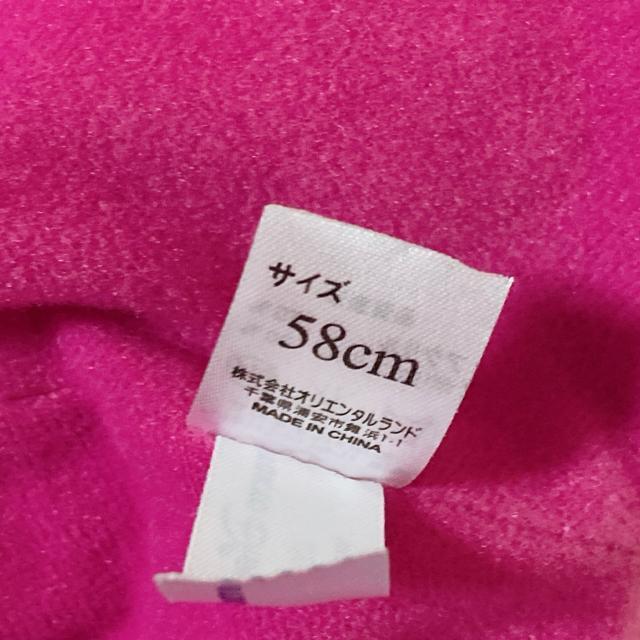 サイズ
58cm
株式会社オリエンタルランド
千葉県浦安市舞浜1-1
MADE IN CHINA